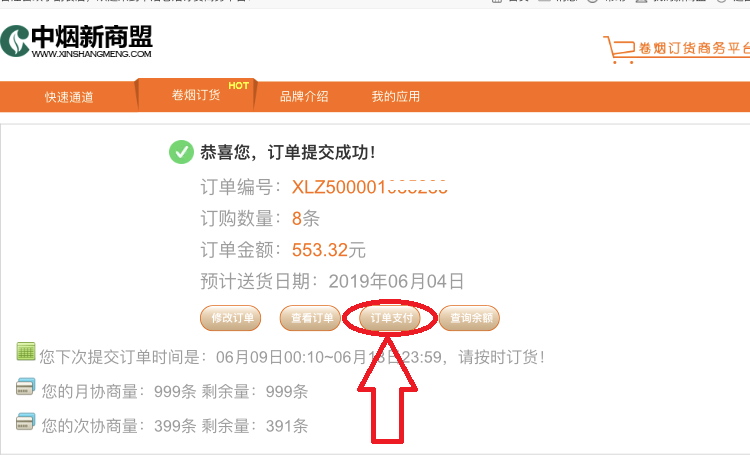 中烟新商盟
WWW.XINSHANGMENG.COM
卷烟订货商务平台
快速通道
卷烟订货
HOT
品牌介绍
我的应用
恭喜您，订单提交成功！
订单编号：XLZ500001
订购数量：8条
订单金额：553.32元
预计送货日期：2019年06月04日
修改订单
查看订单
订单支付
查询余额
您下次提交订单时间是：06月09日00:10~06月13日23:59，请按时订货！
您的月协商量：999条 剩余量：999条
您的次协商量：399条 剩余量：391条